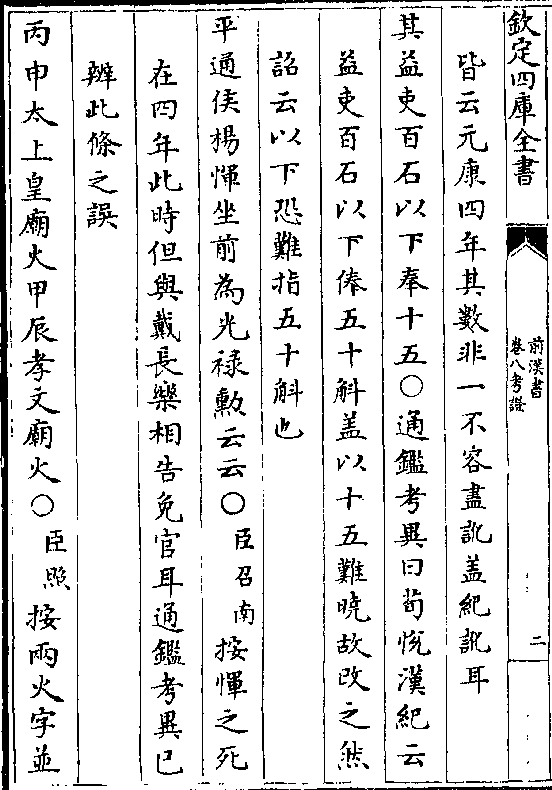 欽定四庫全書
前漢書
卷八考證
二
皆云元康四年其數非一不容盡訛盖紀訛耳
其益吏百石以下奉十五○通鑑考異曰荀悦漢紀云
益吏百石以下俸五十斛盖以十五難曉故改之然
詔云以下恐難指五十斛也
平通侯楊惲坐前為光禄勲云云○臣召南按惲之死
在四年此時但與戴長樂相告免官耳通鑑考異已
辨此條之誤
丙申太上皇廟火甲辰孝文廟火○臣照按兩火字並